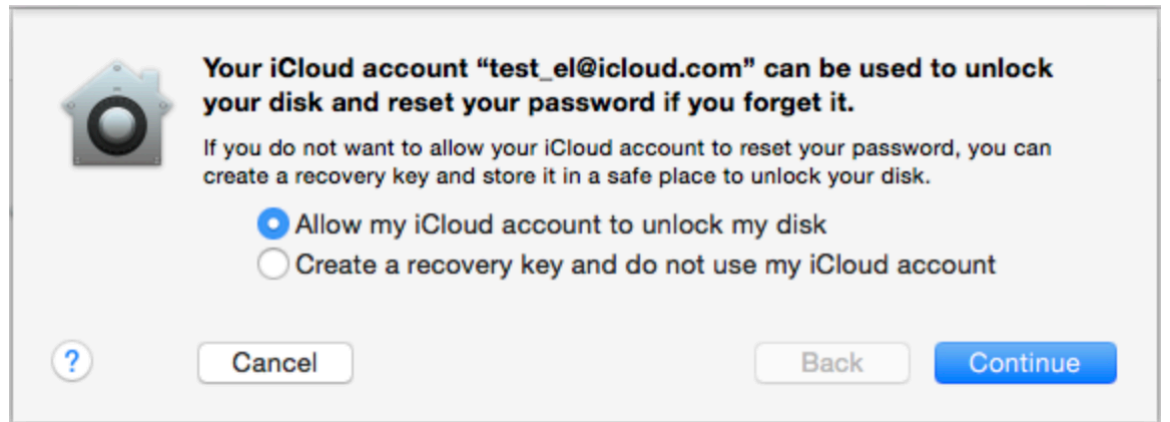 Your iCloud account “test_el@icloud.com” can be used to unlock
your disk and reset your password if you forget it.
If you do not want to allow your iCloud account to reset your password, you can
create a recovery key and store it in a safe place to unlock your disk.
Allow my iCloud account to unlock my disk
Create a recovery key and do not use my iCloud account
? Cancel Back Continue